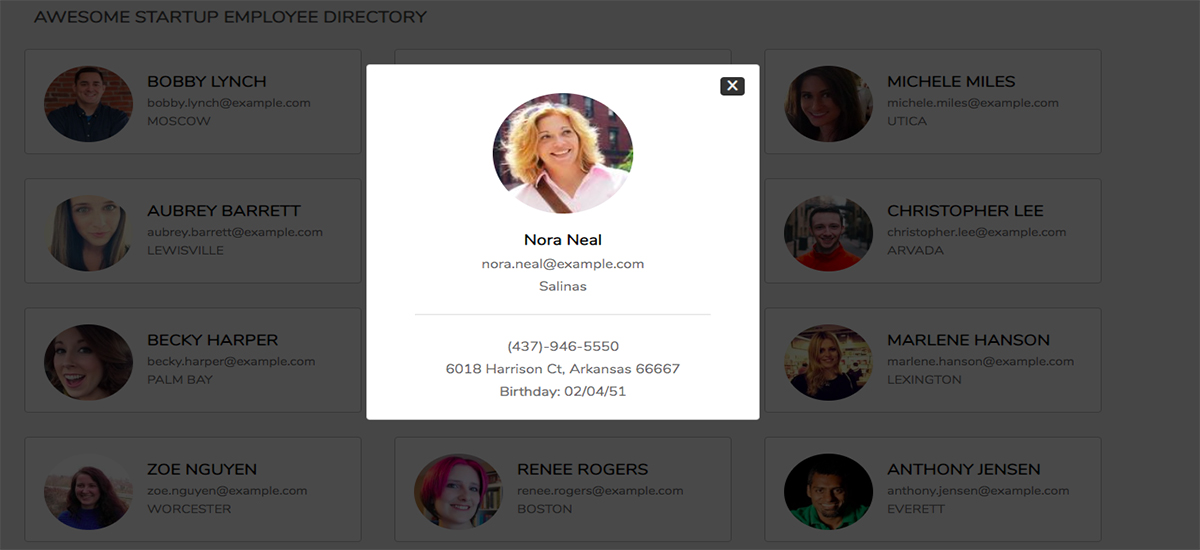 AWESOME STARTUP EMPLOYEE DIRECTORY
BOBBY LYNCH
bobby.lynch@example.com
MOSCOW
MICHELE MILES
michele.miles@example.com
UTICA
AUBREY BARRETT
aubrey.barrett@example.com
LEWISVILLE
X
Nora Neal
nora.neal@example.com
Salinas
(437)-946-5550
6018 Harrison Ct, Arkansas 66667
Birthday: 02/04/51
CHRISTOPHER LEE
christopher.lee@example.com
ARVADA
BECKY HARPER
becky.harper@example.com
PALM BAY
MARLENE HANSON
marlene.hanson@example.com
LEXINGTON
ZOE NGUYEN
zoe.nguyen@example.com
WORCESTER
RENEE ROGERS
renee.rogers@example.com
BOSTON
ANTHONY JENSEN
anthony.jensen@example.com
EVERETT